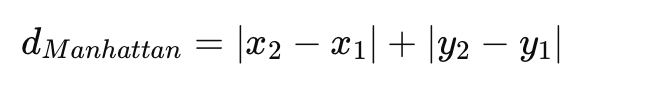 d_{Manhattan} = |x_2 − x_1| + |y_2 − y_1|